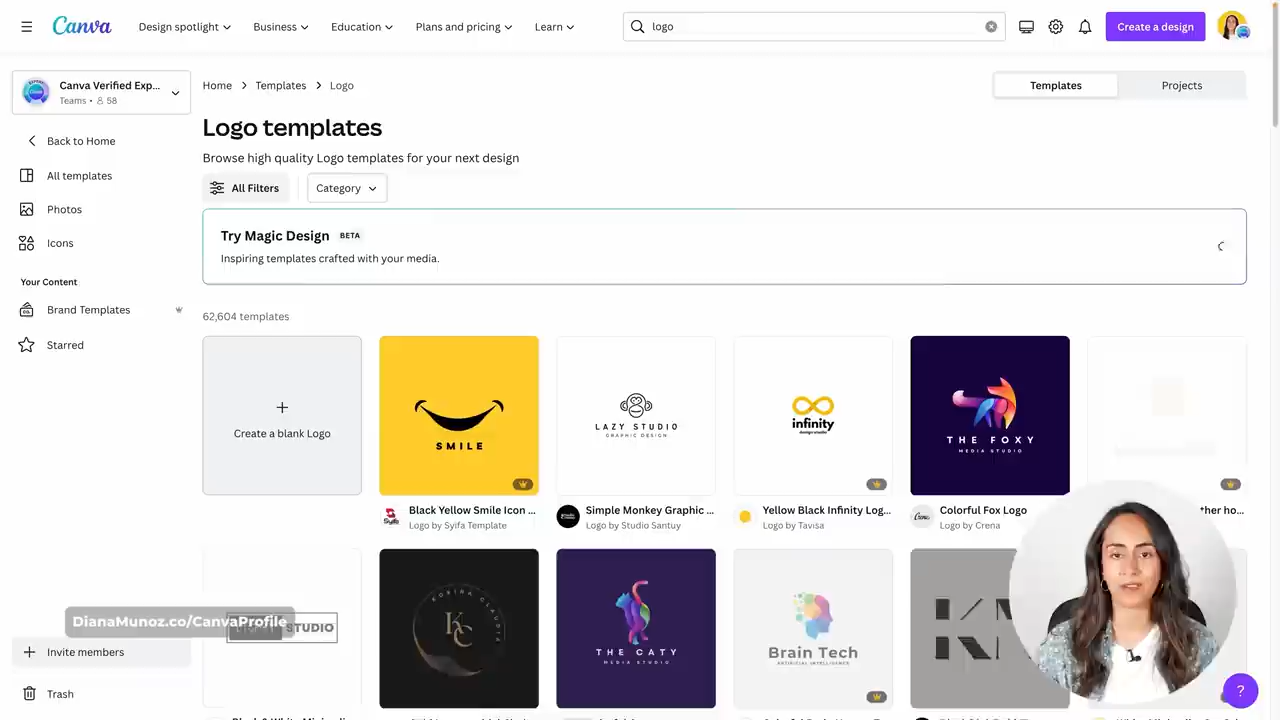 Canva
Design spotlight
Business
Education
Plans and pricing
Learn
logo
Create a design
Canva Verified Exp...
Teams • 58
Home > Templates > Logo
Templates
Projects
Back to Home
Logo templates
Browse high quality Logo templates for your next design
All templates
All Filters
Category
Photos
Icons
Try Magic Design BETA
Inspiring templates crafted with your media.
Your Content
Brand Templates
Starred
62,604 templates
Create a blank Logo
SMILE
LAZY STUDIO
GRAPHIC DESIGN
infinity
design studio
THE FOXY
MEDIA STUDIO
Black Yellow Smile Icon ...
Logo by Syifa Template
Simple Monkey Graphic ...
Logo by Studio Santuy
Yellow Black Infinity Log...
Logo by Tavisa
Colorful Fox Logo
Logo by Crena
ther ho...
DianaMunoz.co/CanvaProfile
STUDIO
KORINA CLAUDIA
KC
THE CATY
MEDIA STUDIO
Brain Tech
ARTIFICIAL INTELLIGENCE
Invite members
Trash
?